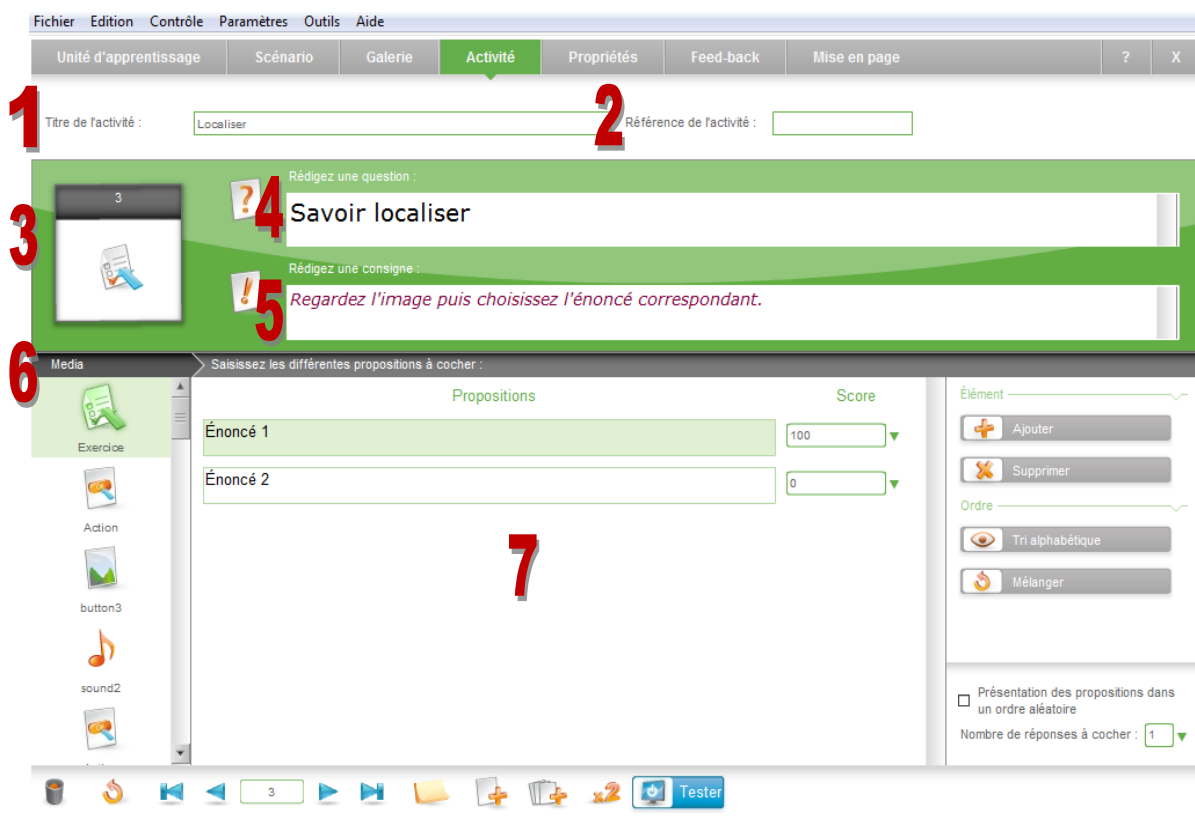 Fichier Edition Contrôle Paramètres Outils Aide
Unité d'apprentissage Scénario Galerie Activité Propriétés Feed-back Mise en page ? X
1 Titre de l'activité : Localiser 2 Référence de l'activité :
3
3
4 Rédigez une question :
Savoir localiser
5 Rédigez une consigne :
Regardez l'image puis choisissez l'énoncé correspondant.
6 Media Saisissez les différentes propositions à cocher :
Propositions Score
Énoncé 1 100
Énoncé 2 0
7
Exercice
Action
button3
sound2
Élément
Ajouter
Supprimer
Ordre
Tri alphabétique
Mélanger
Présentation des propositions dans
un ordre aléatoire
Nombre de réponses à cocher : 1
3 x2 Tester